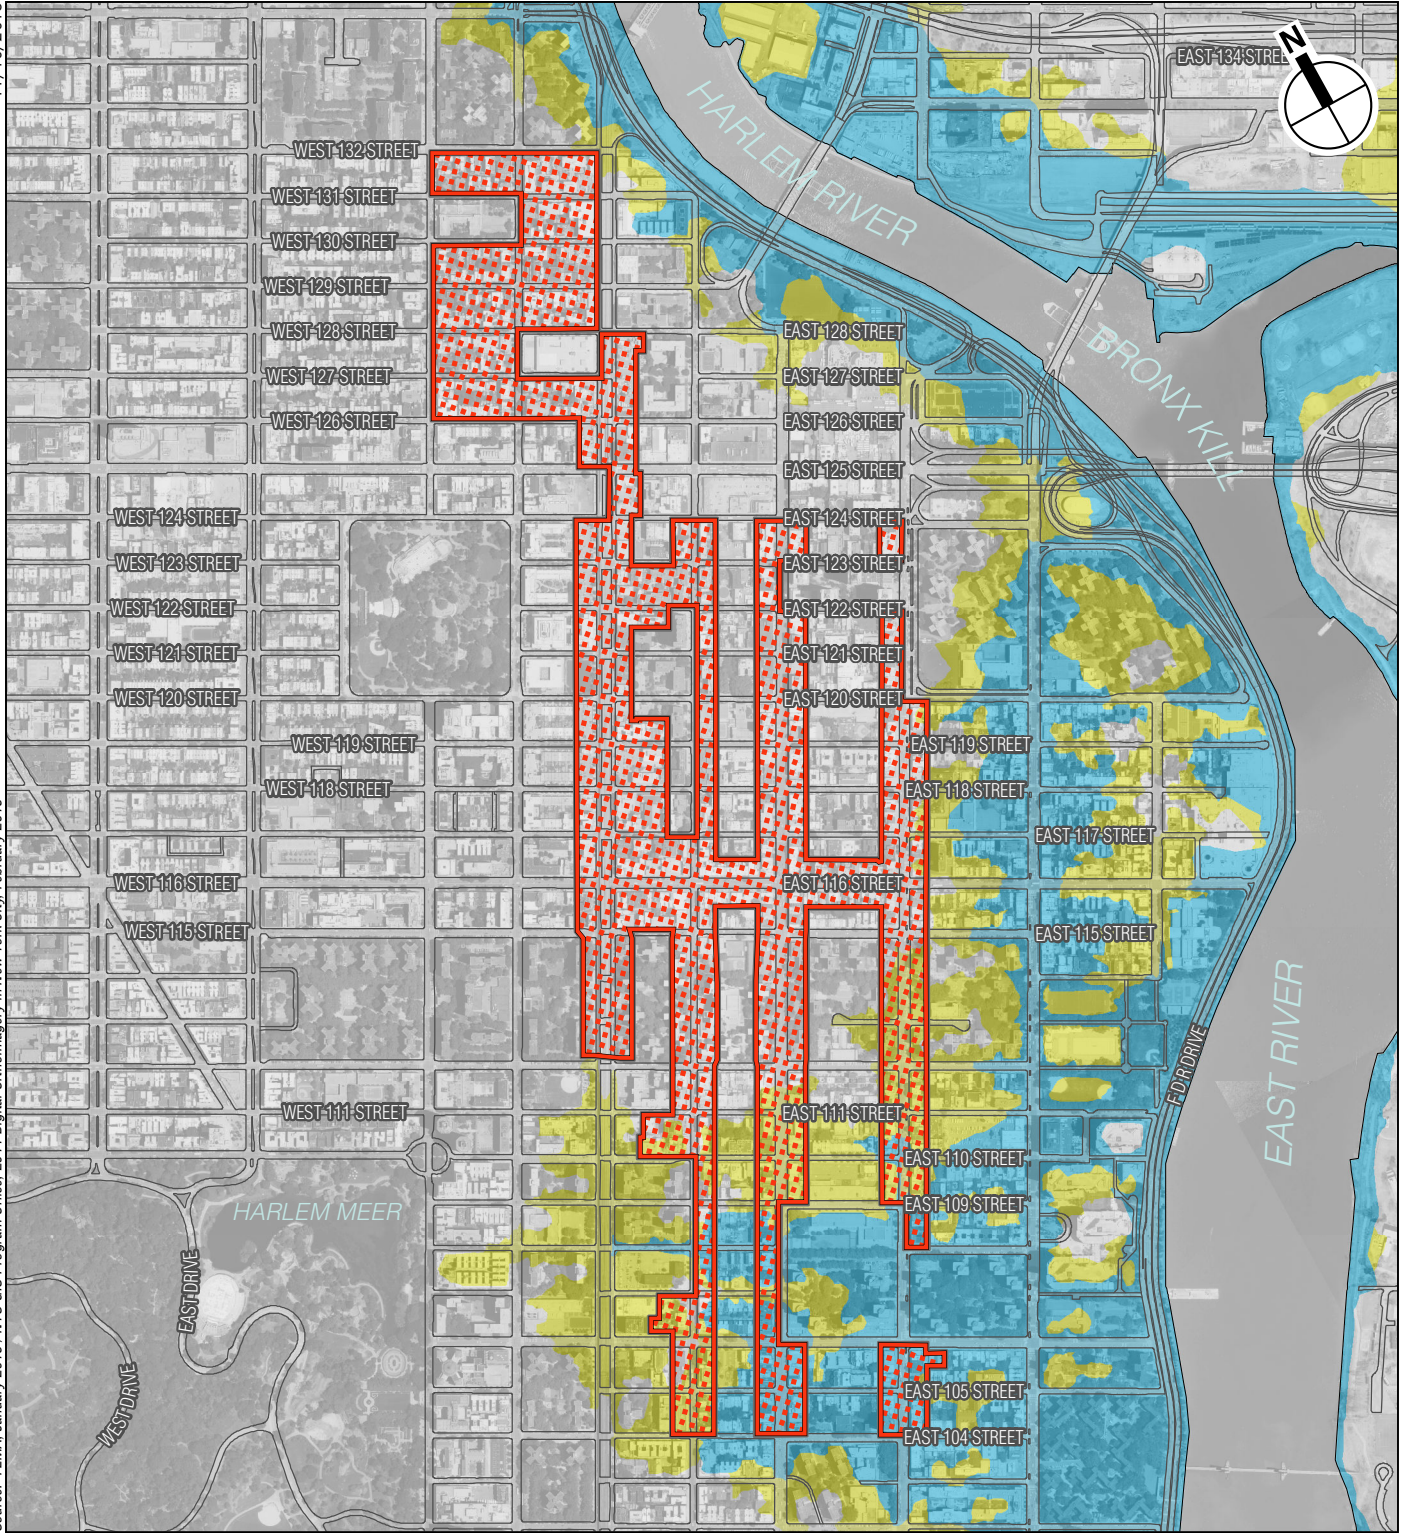 N
EAST 134 STREE
HARLEM RIVER
WEST 132 STREET
WEST 131 STREET
WEST 130 STREET
WEST 129 STREET
WEST 128 STREET
EAST 128 STREET
BRONX KILL
WEST 127 STREET
EAST 127 STREET
WEST 126 STREET
EAST 126 STREET
EAST 125 STREET
WEST 124 STREET
EAST 124 STREET
WEST 123 STREET
EAST 123 STREET
WEST 122 STREET
EAST 122 STREET
WEST 121 STREET
EAST 121 STREET
WEST 120 STREET
EAST 120 STREET
WEST 119 STREET
EAST 119 STREET
WEST 118 STREET
EAST 118 STREET
EAST 117 STREET
WEST 116 STREET
EAST 116 STREET
WEST 115 STREET
EAST 115 STREET
EAST RIVER
F D R DRIVE
WEST 111 STREET
EAST 111 STREET
EAST 110 STREET
HARLEM MEER
EAST 109 STREET
EAST DRIVE
WEST DRIVE
EAST 105 STREET
EAST 104 STREET